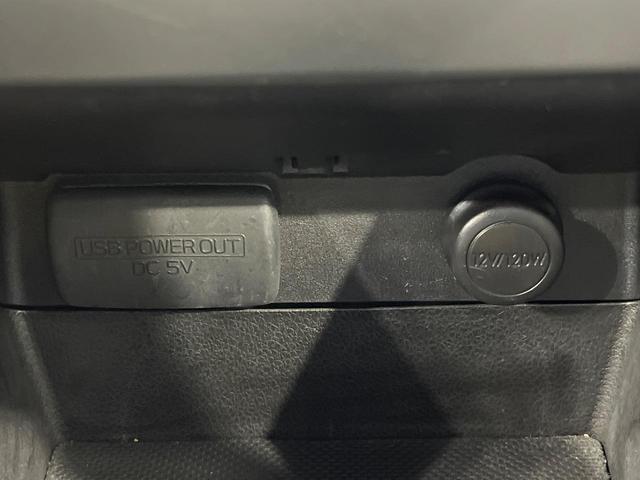 USB POWER OUT
DC 5V
12V/120W